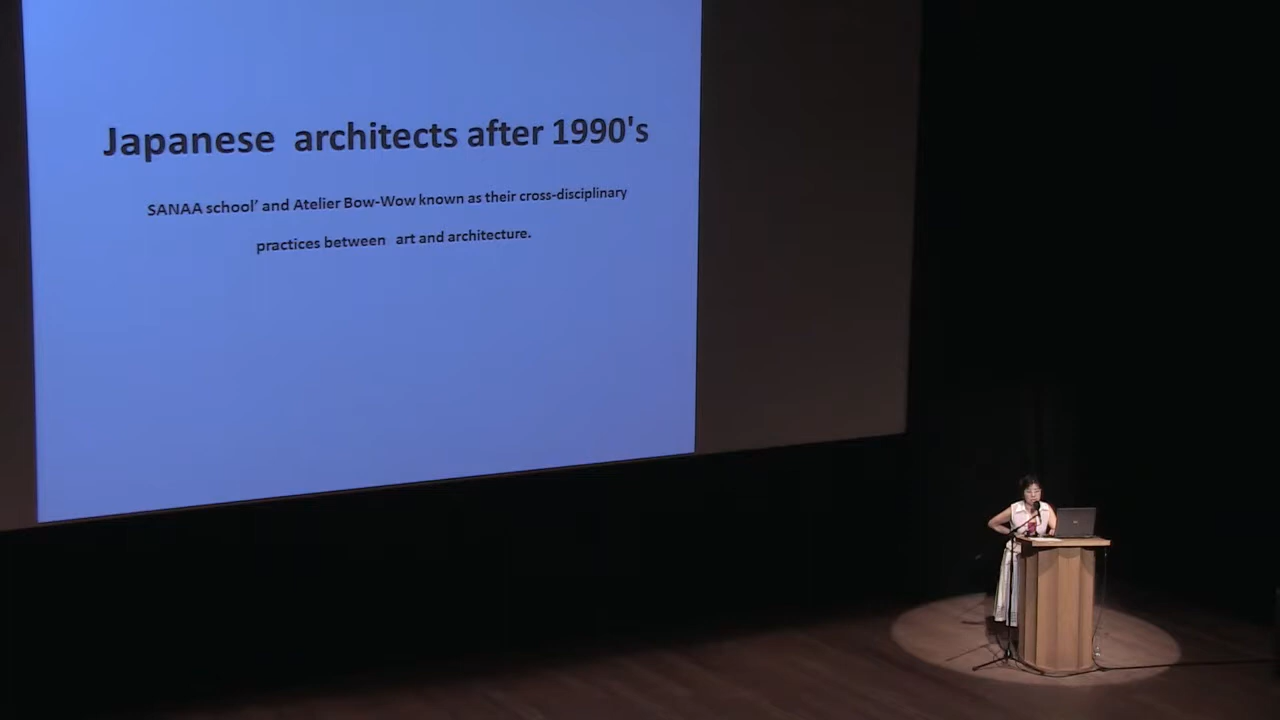 Japanese architects after 1990's
SANAA school' and Atelier Bow-Wow known as their cross-disciplinary
practices between art and architecture.